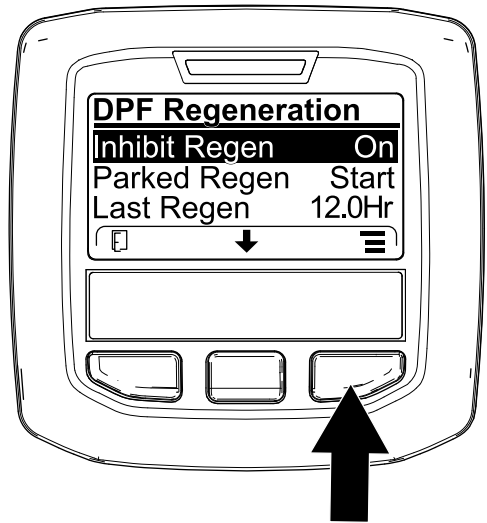 DPF Regeneration
Inhibit Regen On
Parked Regen Start
Last Regen 12.0Hr